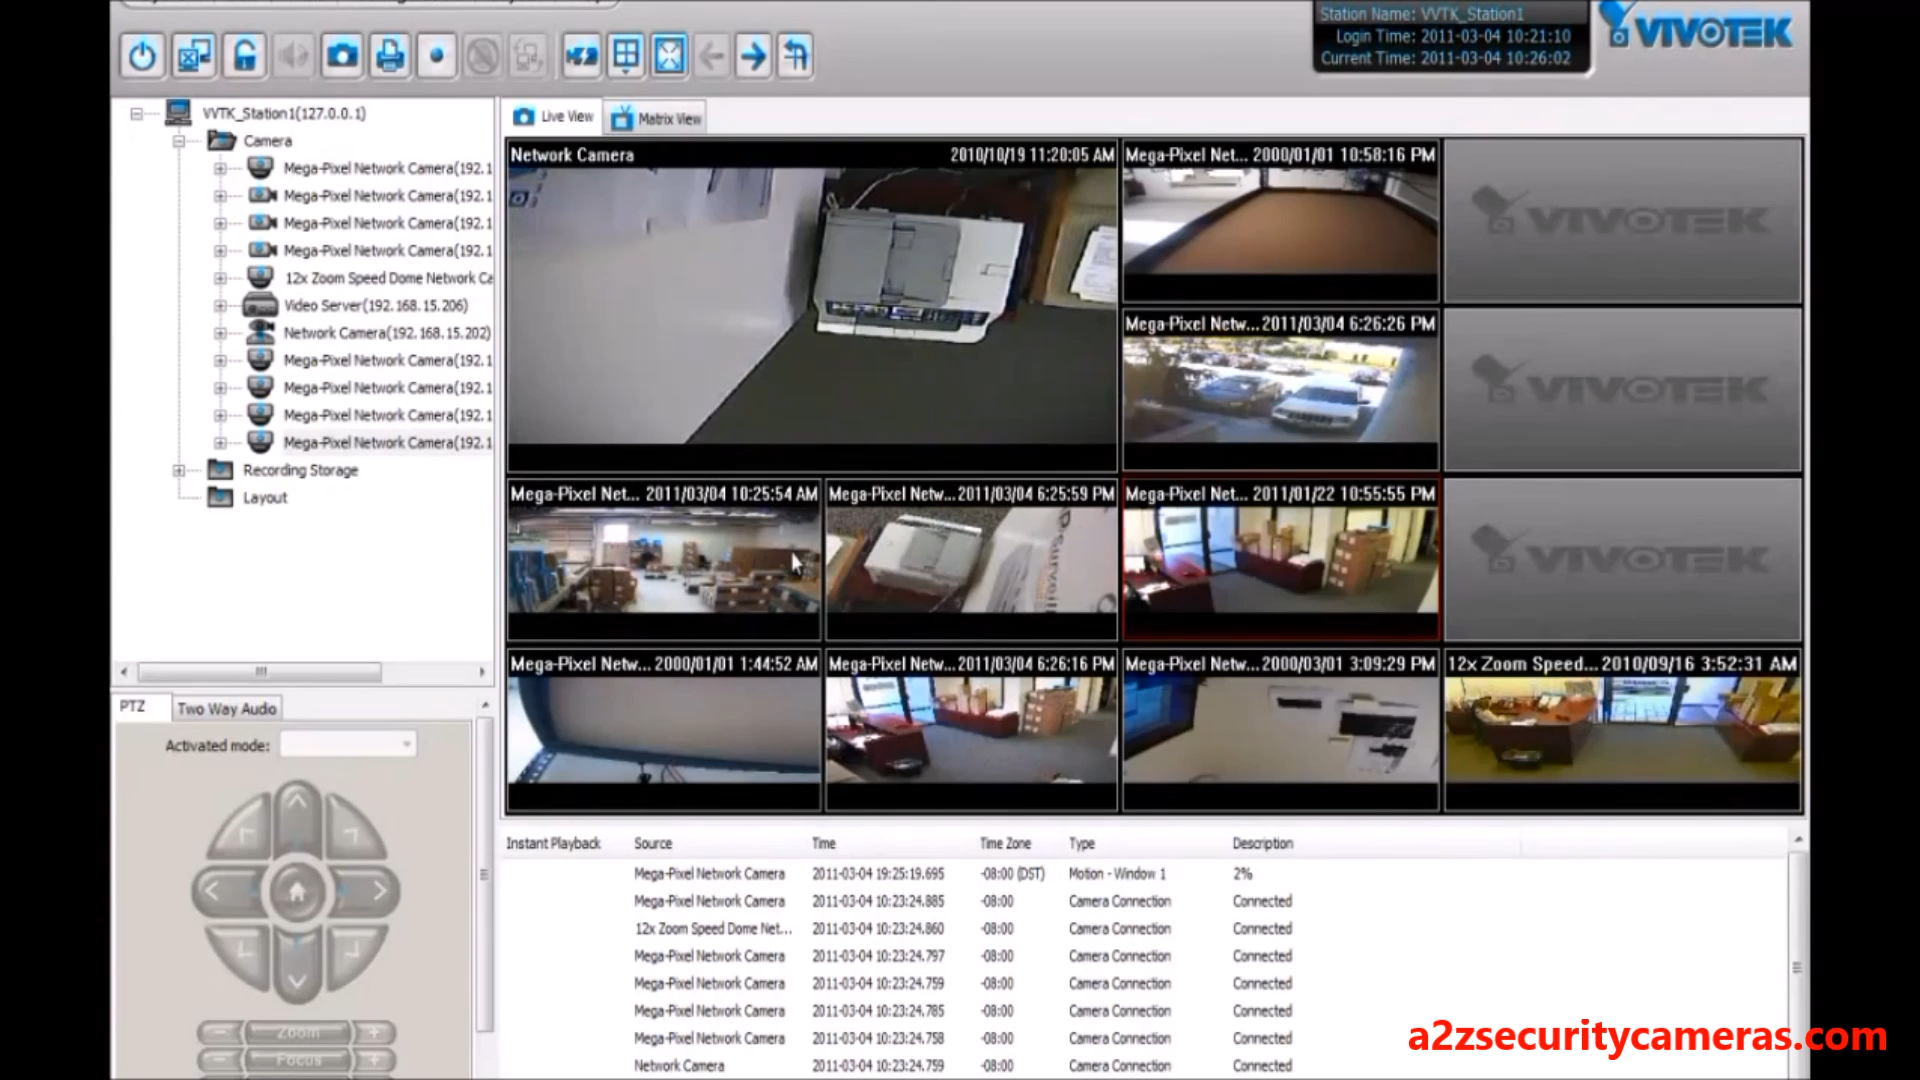 Station Name: VVTK_Station1
Login Time: 2011-03-04 10:21:10
Current Time: 2011-03-04 10:26:02
VIVOTEK
VVTK_Station1(127.0.0.1)
Camera
Mega-Pixel Network Camera(192.1
Mega-Pixel Network Camera(192.1
Mega-Pixel Network Camera(192.1
Mega-Pixel Network Camera(192.1
12x Zoom Speed Dome Network Ca
Video Server(192.168.15.206)
Network Camera(192.168.15.202)
Mega-Pixel Network Camera(192.1
Mega-Pixel Network Camera(192.1
Mega-Pixel Network Camera(192.1
Mega-Pixel Network Camera(192.1
Recording Storage
Layout
PTZ
Two Way Audio
Activated mode:
Zoom
Focus
Live View
Matrix View
Network Camera 2010/10/19 11:20:05 AM
Mega-Pixel Net... 2000/01/01 10:58:16 PM
VIVOTEK
Mega-Pixel Netw... 2011/03/04 6:26:26 PM
VIVOTEK
Mega-Pixel Net... 2011/03/04 10:25:54 AM
Mega-Pixel Netw... 2011/03/04 6:25:59 PM
Mega-Pixel Net... 2011/01/22 10:55:55 PM
VIVOTEK
Mega-Pixel Netw... 2000/01/01 1:44:52 AM
Mega-Pixel Netw... 2011/03/04 6:26:16 PM
Mega-Pixel Netw... 2000/03/01 3:09:29 PM
12x Zoom Speed... 2010/09/16 3:52:31 AM
Instant Playback Source Time Time Zone Type Description
Mega-Pixel Network Camera 2011-03-04 19:25:19.695 -08:00 (DST) Motion - Window 1 2%
Mega-Pixel Network Camera 2011-03-04 10:23:24.885 -08:00 Camera Connection Connected
12x Zoom Speed Dome Net... 2011-03-04 10:23:24.860 -08:00 Camera Connection Connected
Mega-Pixel Network Camera 2011-03-04 10:23:24.797 -08:00 Camera Connection Connected
Mega-Pixel Network Camera 2011-03-04 10:23:24.759 -08:00 Camera Connection Connected
Mega-Pixel Network Camera 2011-03-04 10:23:24.785 -08:00 Camera Connection Connected
Mega-Pixel Network Camera 2011-03-04 10:23:24.758 -08:00 Camera Connection Connected
Network Camera 2011-03-04 10:23:24.759 -08:00 Camera Connection Connected
a2zsecuritycameras.com